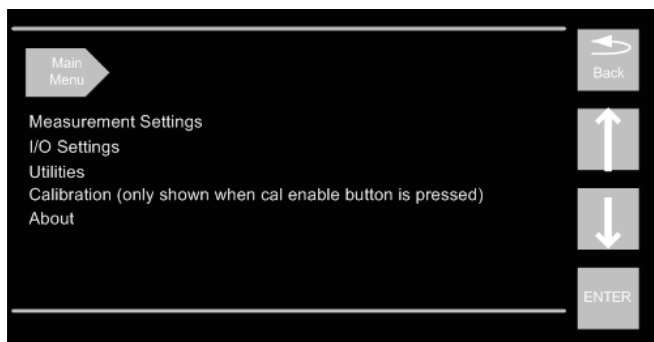 Main
Menu
Back
Measurement Settings
I/O Settings
Utilities
Calibration (only shown when cal enable button is pressed)
About
ENTER